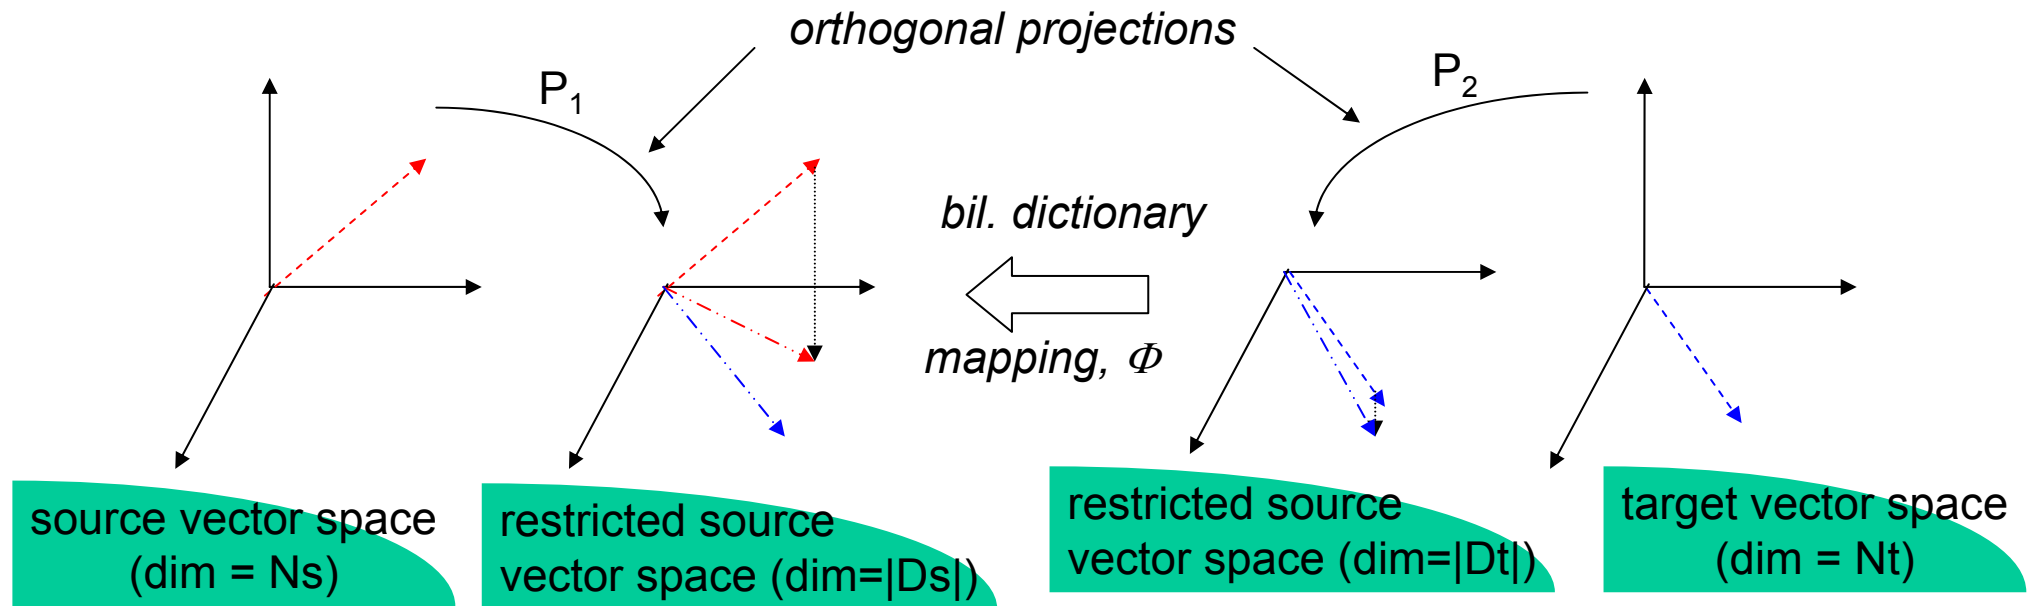 orthogonal projections
P₁
P₂
bil. dictionary
mapping, Φ
source vector space
(dim = Ns)
restricted source
vector space (dim=|Ds|)
restricted source
vector space (dim=|Dt|)
target vector space
(dim = Nt)